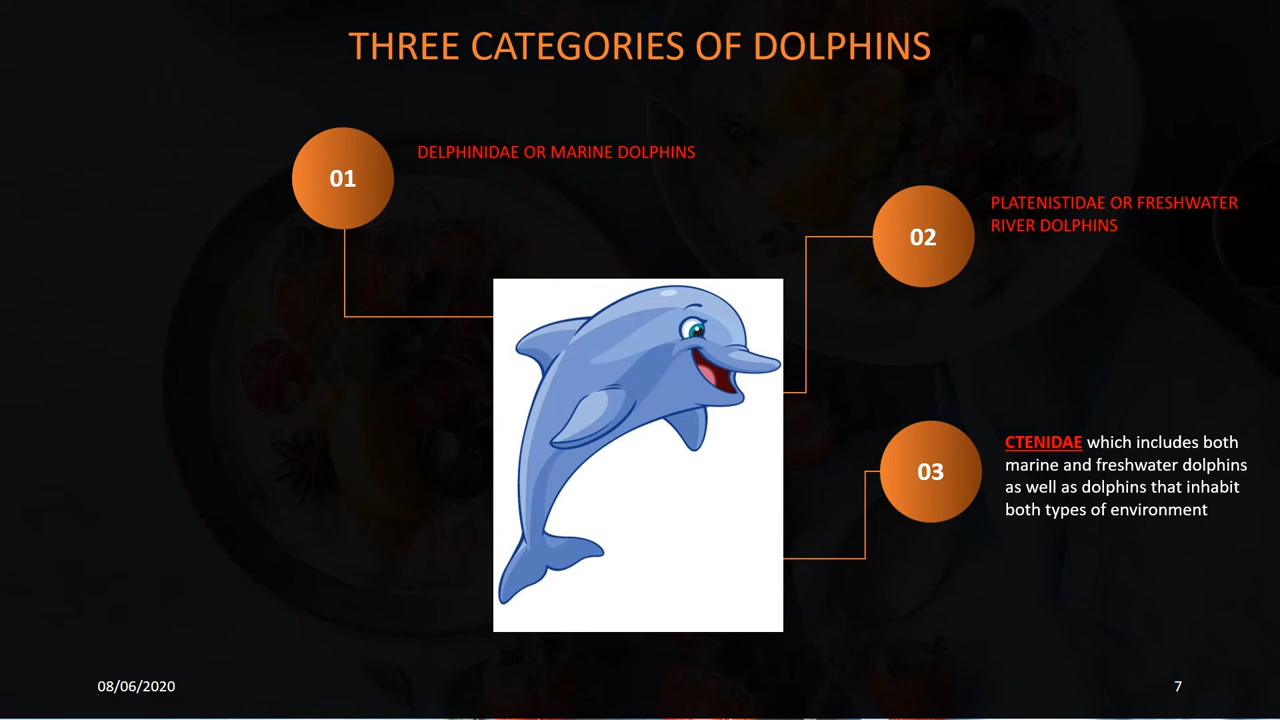 THREE CATEGORIES OF DOLPHINS
01
DELPHINIDAE OR MARINE DOLPHINS
02
PLATENISTIDAE OR FRESHWATER
RIVER DOLPHINS
03
CTENIDAE which includes both
marine and freshwater dolphins
as well as dolphins that inhabit
both types of environment
08/06/2020
7